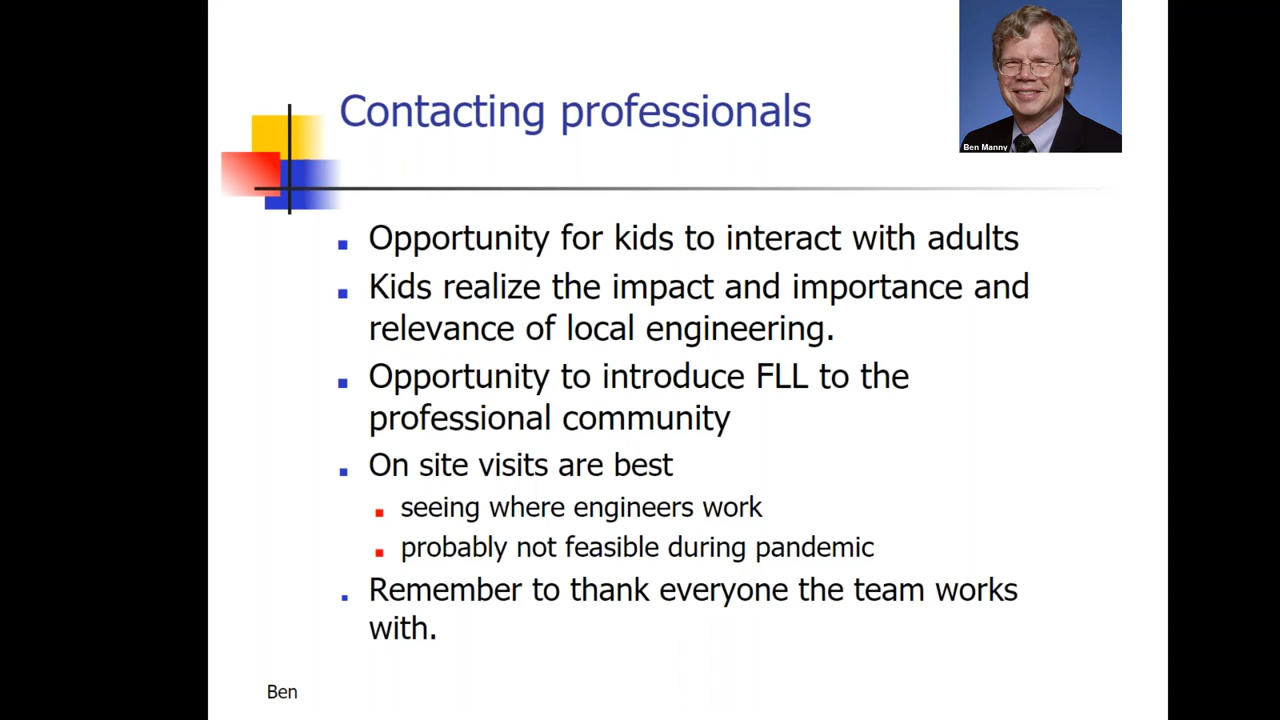 Contacting professionals
Ben Manny
Opportunity for kids to interact with adults
Kids realize the impact and importance and
relevance of local engineering.
Opportunity to introduce FLL to the
professional community
On site visits are best
seeing where engineers work
probably not feasible during pandemic
Remember to thank everyone the team works
with.
Ben